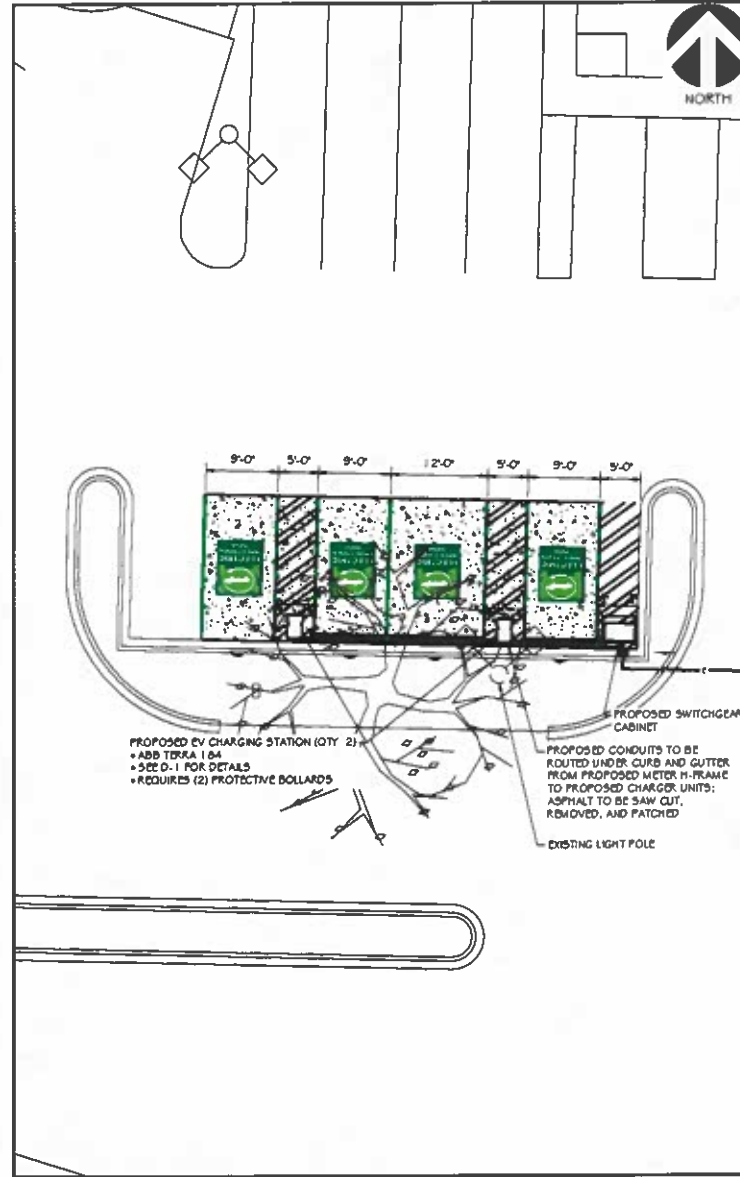 NORTH
9'-0" 5'-0" 9'-0" 12'-0" 5'-0" 9'-0" 5'-0"
PROPOSED EV CHARGING STATION (QTY 2)
• ABB TERRA 184
• SEE D-1 FOR DETAILS
• REQUIRES (2) PROTECTIVE BOLLARDS
PROPOSED SWITCHGEAR
CABINET
PROPOSED CONDUITS TO BE
ROUTED UNDER CURB AND GUTTER
FROM PROPOSED METER H-FRAME
TO PROPOSED CHARGER UNITS;
ASPHALT TO BE SAW CUT,
REMOVED, AND PATCHED
EXISTING LIGHT POLE